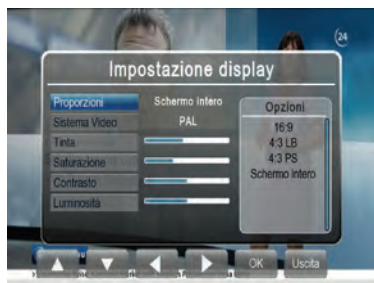 24
Impostazione display
Proporzioni Schermo intero
Sistema Video PAL
Tinta
Saturazione
Contrasto
Luminosità
Opzioni
16:9
4:3 LB
4:3 PS
Schermo intero
OK Uscita